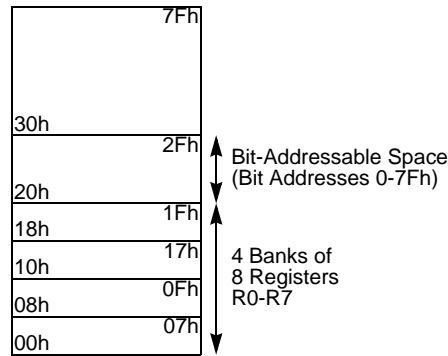 7Fh
30h
2Fh
Bit-Addressable Space
(Bit Addresses 0-7Fh)
20h
1Fh
18h
17h
4 Banks of
8 Registers
R0-R7
10h
0Fh
08h
07h
00h